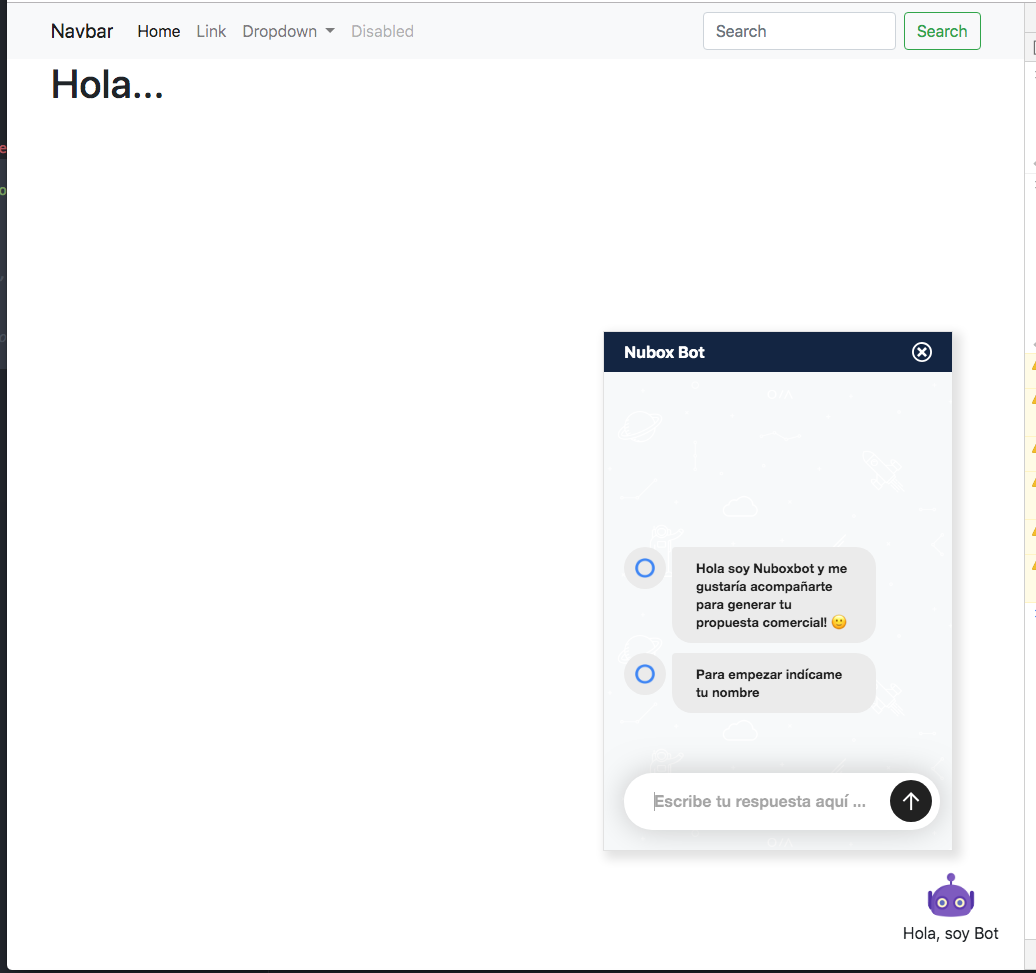 Navbar Home Link Dropdown Disabled Search Search
Hola...
Nubox Bot
Hola soy Nuboxbot y me
gustaría acompañarte
para generar tu
propuesta comercial! 🙂
Para empezar indícame
tu nombre
Escribe tu respuesta aquí ...
Hola, soy Bot